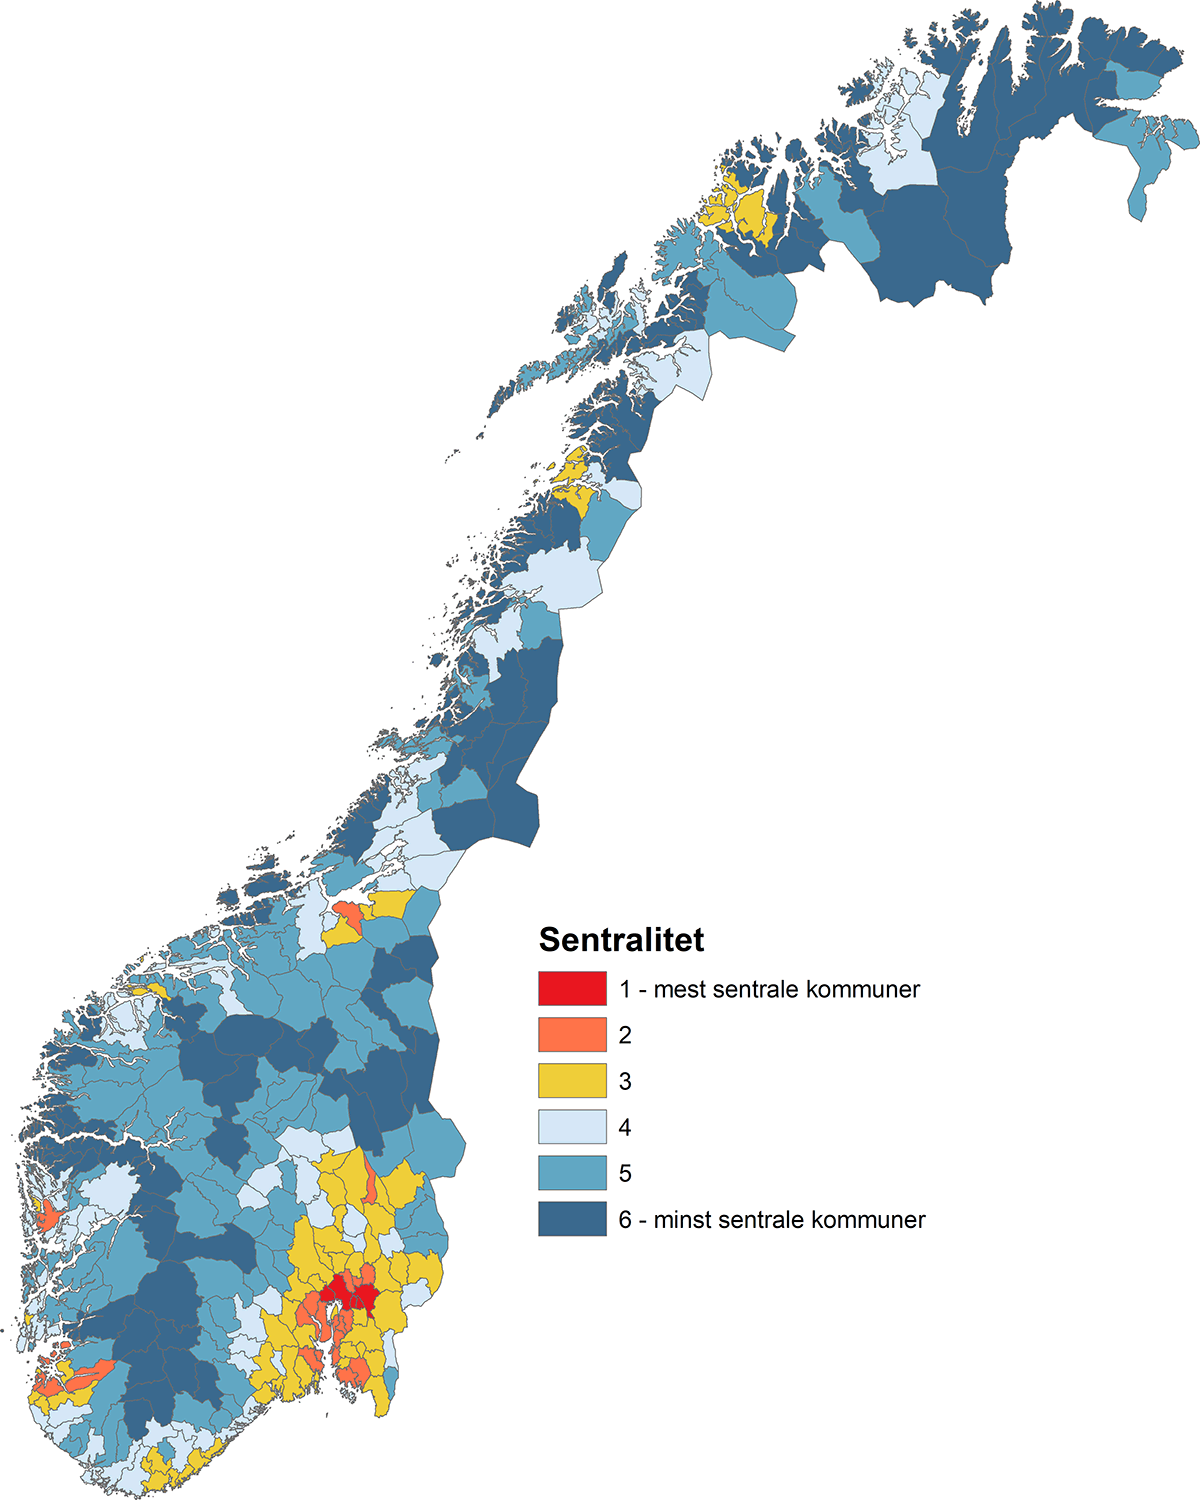 Sentralitet
1 - mest sentrale kommuner
2
3
4
5
6 - minst sentrale kommuner